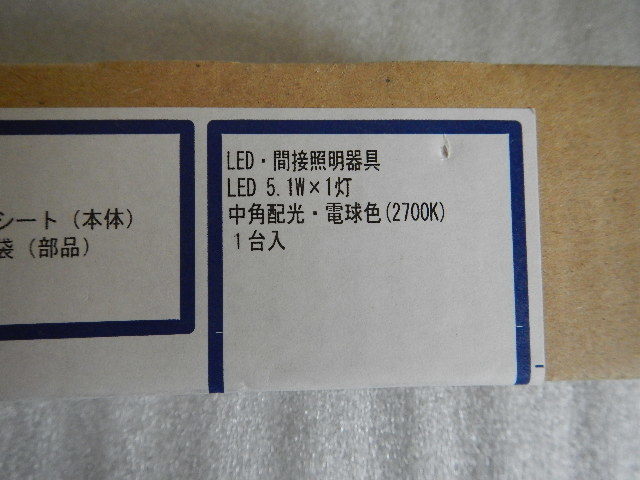 シート（本体）
袋（部品）
LED・間接照明器具
LED 5.1W×1灯
中角配光・電球色(2700K)
1台入